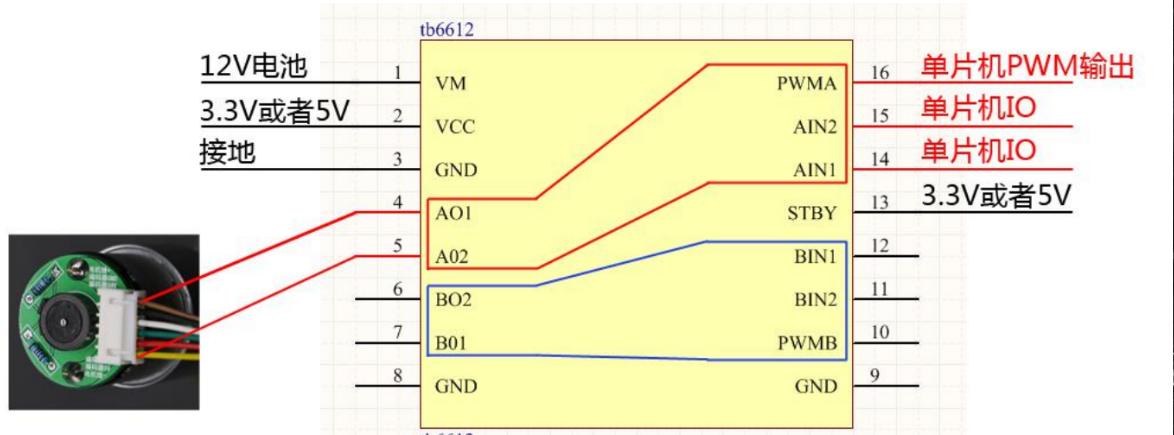 tb6612
12V电池
1
VM
3.3V或者5V
2
VCC
接地
3
GND
4
AO1
5
A02
6
BO2
7
B01
8
GND
PWMA
16
单片机PWM输出
AIN2
15
单片机IO
AIN1
14
单片机IO
STBY
13
3.3V或者5V
BIN1
12
BIN2
11
PWMB
10
GND
9